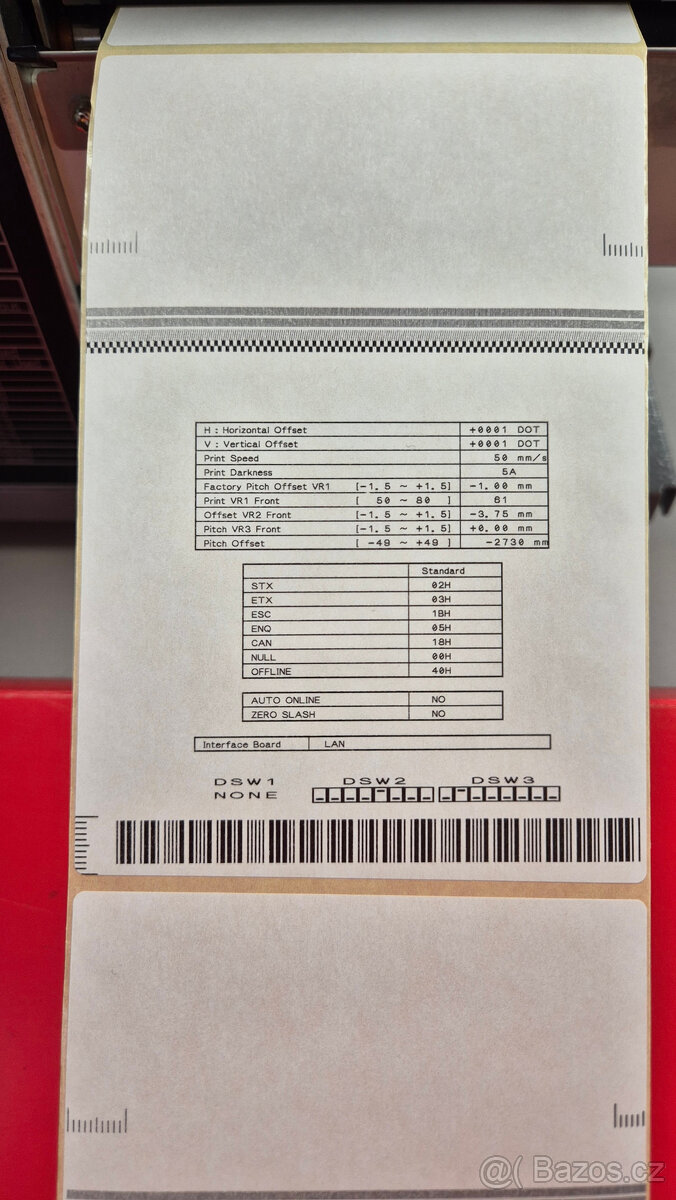 H : Horizontal Offset +0001 DOT
V : Vertical Offset +0001 DOT
Print Speed 50 mm/s
Print Darkness 5A
Factory Pitch Offset VR1 [-1.5 ~ +1.5] -1.00 mm
Print VR1 Front [ 50 ~ 80 ] 61
Offset VR2 Front [-1.5 ~ +1.5] -3.75 mm
Pitch VR3 Front [-1.5 ~ +1.5] +0.00 mm
Pitch Offset [ -49 ~ +49 ] -2730 mm
Standard
STX 02H
ETX 03H
ESC 1BH
ENQ 05H
CAN 18H
NULL 00H
OFFLINE 40H
AUTO ONLINE NO
ZERO SLASH NO
Interface Board LAN
DSW1 DSW2 DSW3
NONE
@( Bazos.cz